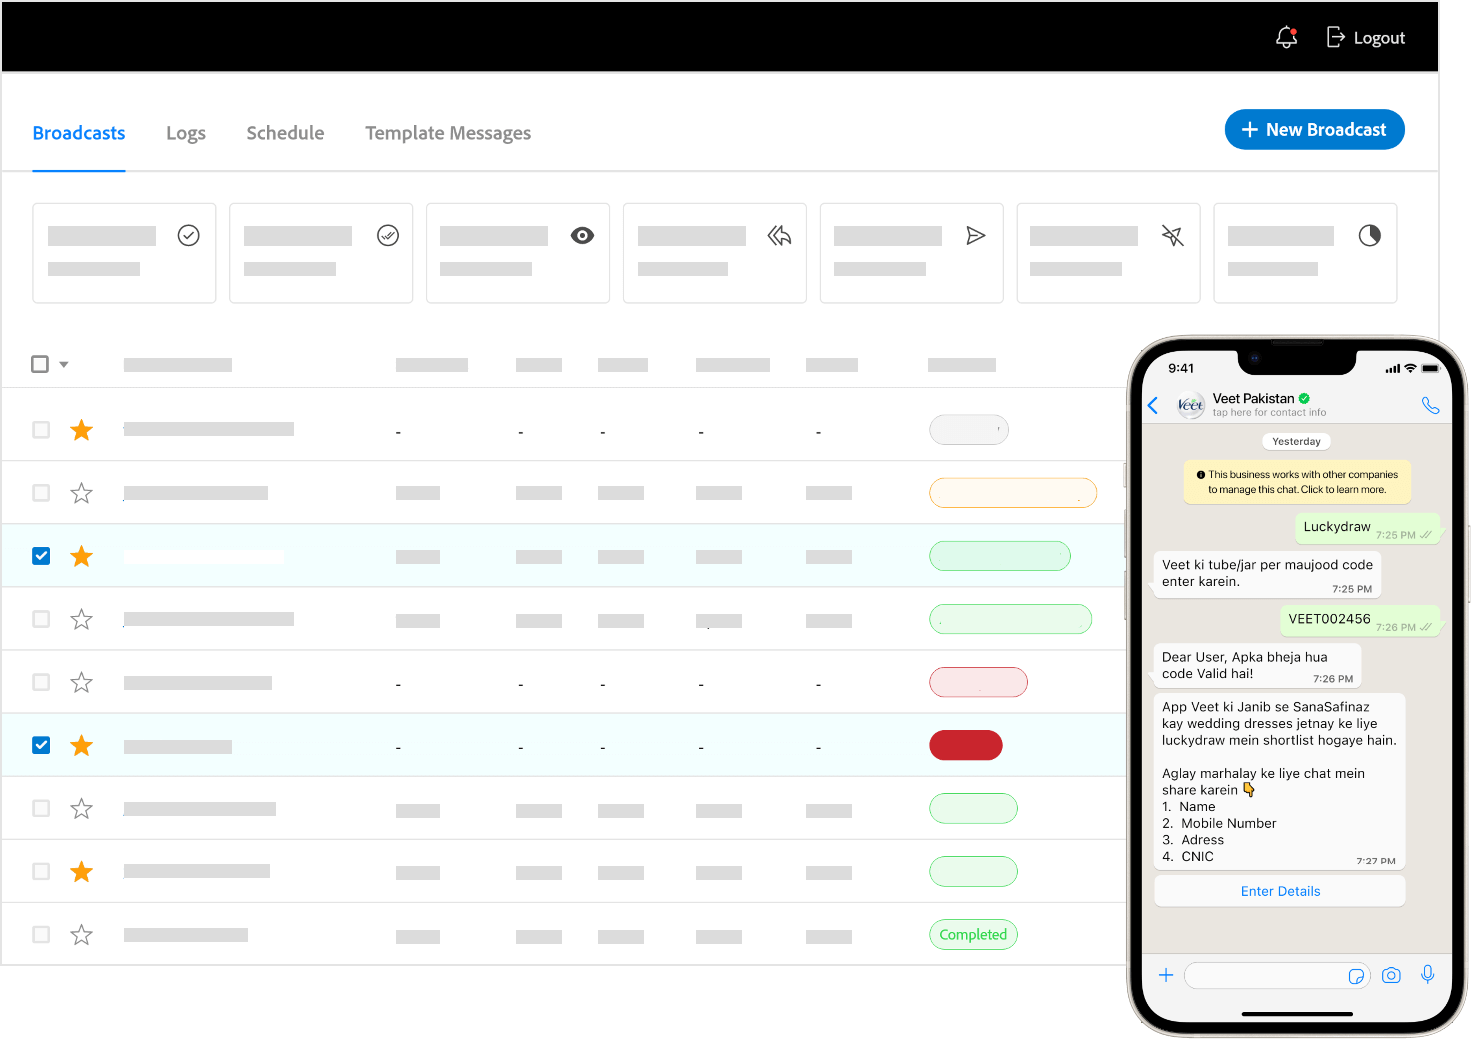 Logout
Broadcasts Logs Schedule Template Messages
+ New Broadcast
Completed
9:41
Veet
Veet Pakistan
tap here for contact info
Yesterday
This business works with other companies
to manage this chat. Click to learn more.
Luckydraw
7:25 PM
Veet ki tube/jar per maujood code
enter karein.
7:25 PM
VEET002456
7:26 PM
Dear User, Apka bheja hua
code Valid hai!
7:26 PM
App Veet ki Janib se SanaSafinaz
kay wedding dresses jetnay ke liye
luckydraw mein shortlist hogaye hain.
Aglay marhalay ke liye chat mein
share karein 👇
1. Name
2. Mobile Number
3. Adress
4. CNIC
7:27 PM
Enter Details